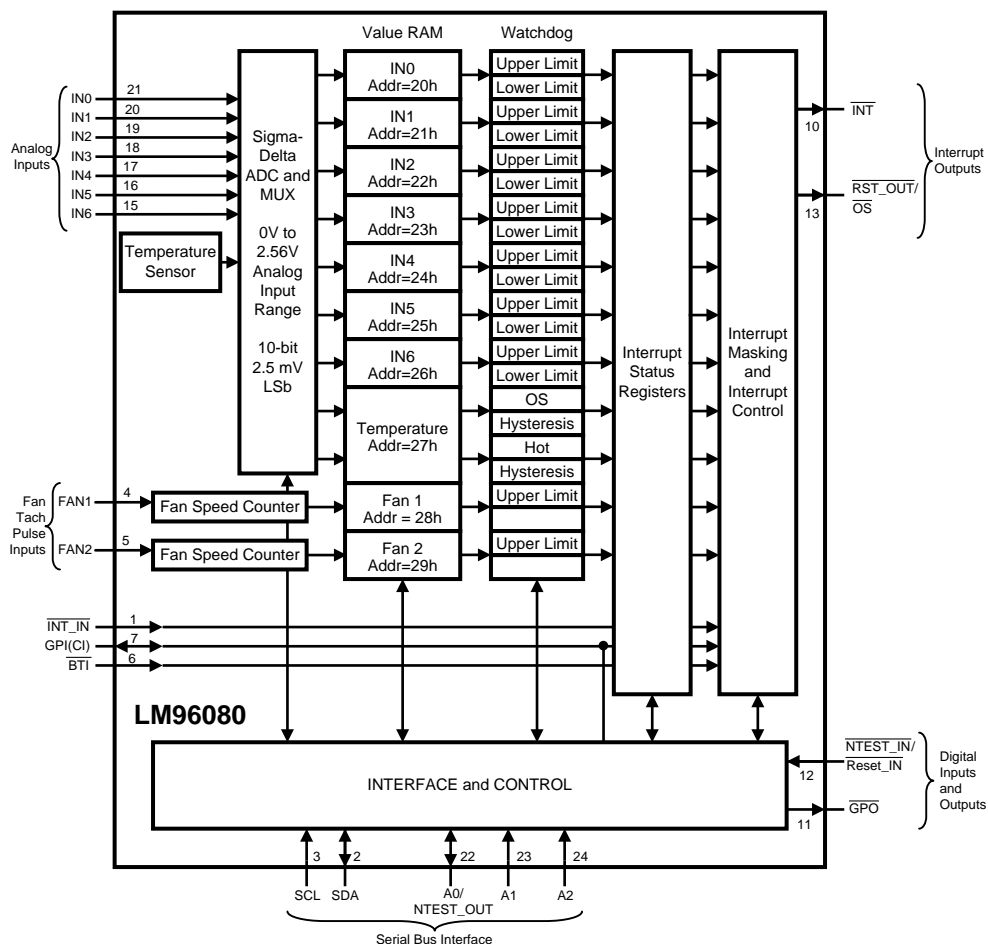 Value RAM
Watchdog
Analog
Inputs
IN0
21
IN1
20
IN2
19
IN3
18
IN4
17
IN5
16
IN6
15
Temperature
Sensor
Sigma-
Delta
ADC and
MUX
0V to
2.56V
Analog
Input
Range
10-bit
2.5 mV
LSb
IN0
Addr=20h
IN1
Addr=21h
IN2
Addr=22h
IN3
Addr=23h
IN4
Addr=24h
IN5
Addr=25h
IN6
Addr=26h
Temperature
Addr=27h
Fan 1
Addr = 28h
Fan 2
Addr=29h
Upper Limit
Lower Limit
Upper Limit
Lower Limit
Upper Limit
Lower Limit
Upper Limit
Lower Limit
Upper Limit
Lower Limit
Upper Limit
Lower Limit
Upper Limit
Lower Limit
OS
Hysteresis
Hot
Hysteresis
Upper Limit
Upper Limit
Interrupt
Status
Registers
Interrupt
Masking
and
Interrupt
Control
INT
10
RST_OUT/
OS
13
Interrupt
Outputs
Fan
Tach
Pulse
Inputs
FAN1
4
Fan Speed Counter
FAN2
5
Fan Speed Counter
INT_IN
1
GPI(CI)
7
BTI
6
LM96080
INTERFACE and CONTROL
NTEST_IN/
Reset_IN
12
GPO
11
Digital
Inputs
and
Outputs
3
2
22
23
24
SCL
SDA
A0/
NTEST_OUT
A1
A2
Serial Bus Interface